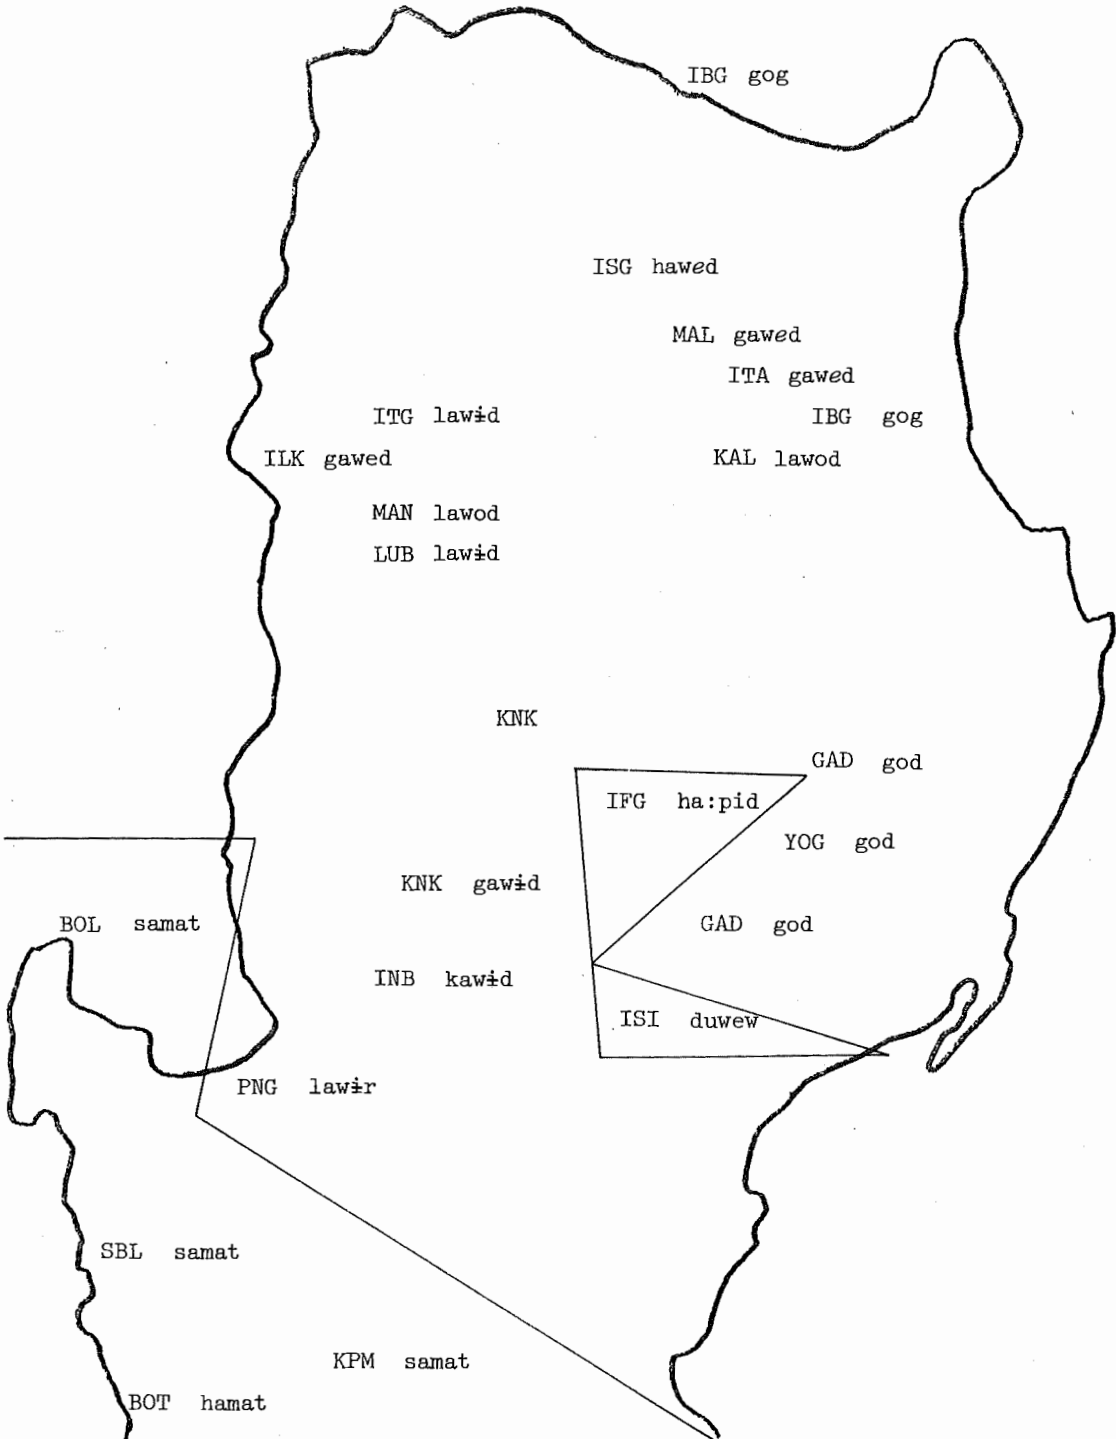 IBG gog
ISG hawed
MAL gawed
ITA gawed
ITG lawɨd
IBG gog
ILK gawed
KAL lawod
MAN lawod
LUB lawɨd
KNK
GAD god
IFG ha:pid
YOG god
KNK gawɨd
BOL samat
GAD god
INB kawɨd
ISI duwew
PNG lawɨr
SBL samat
KPM samat
BOT hamat